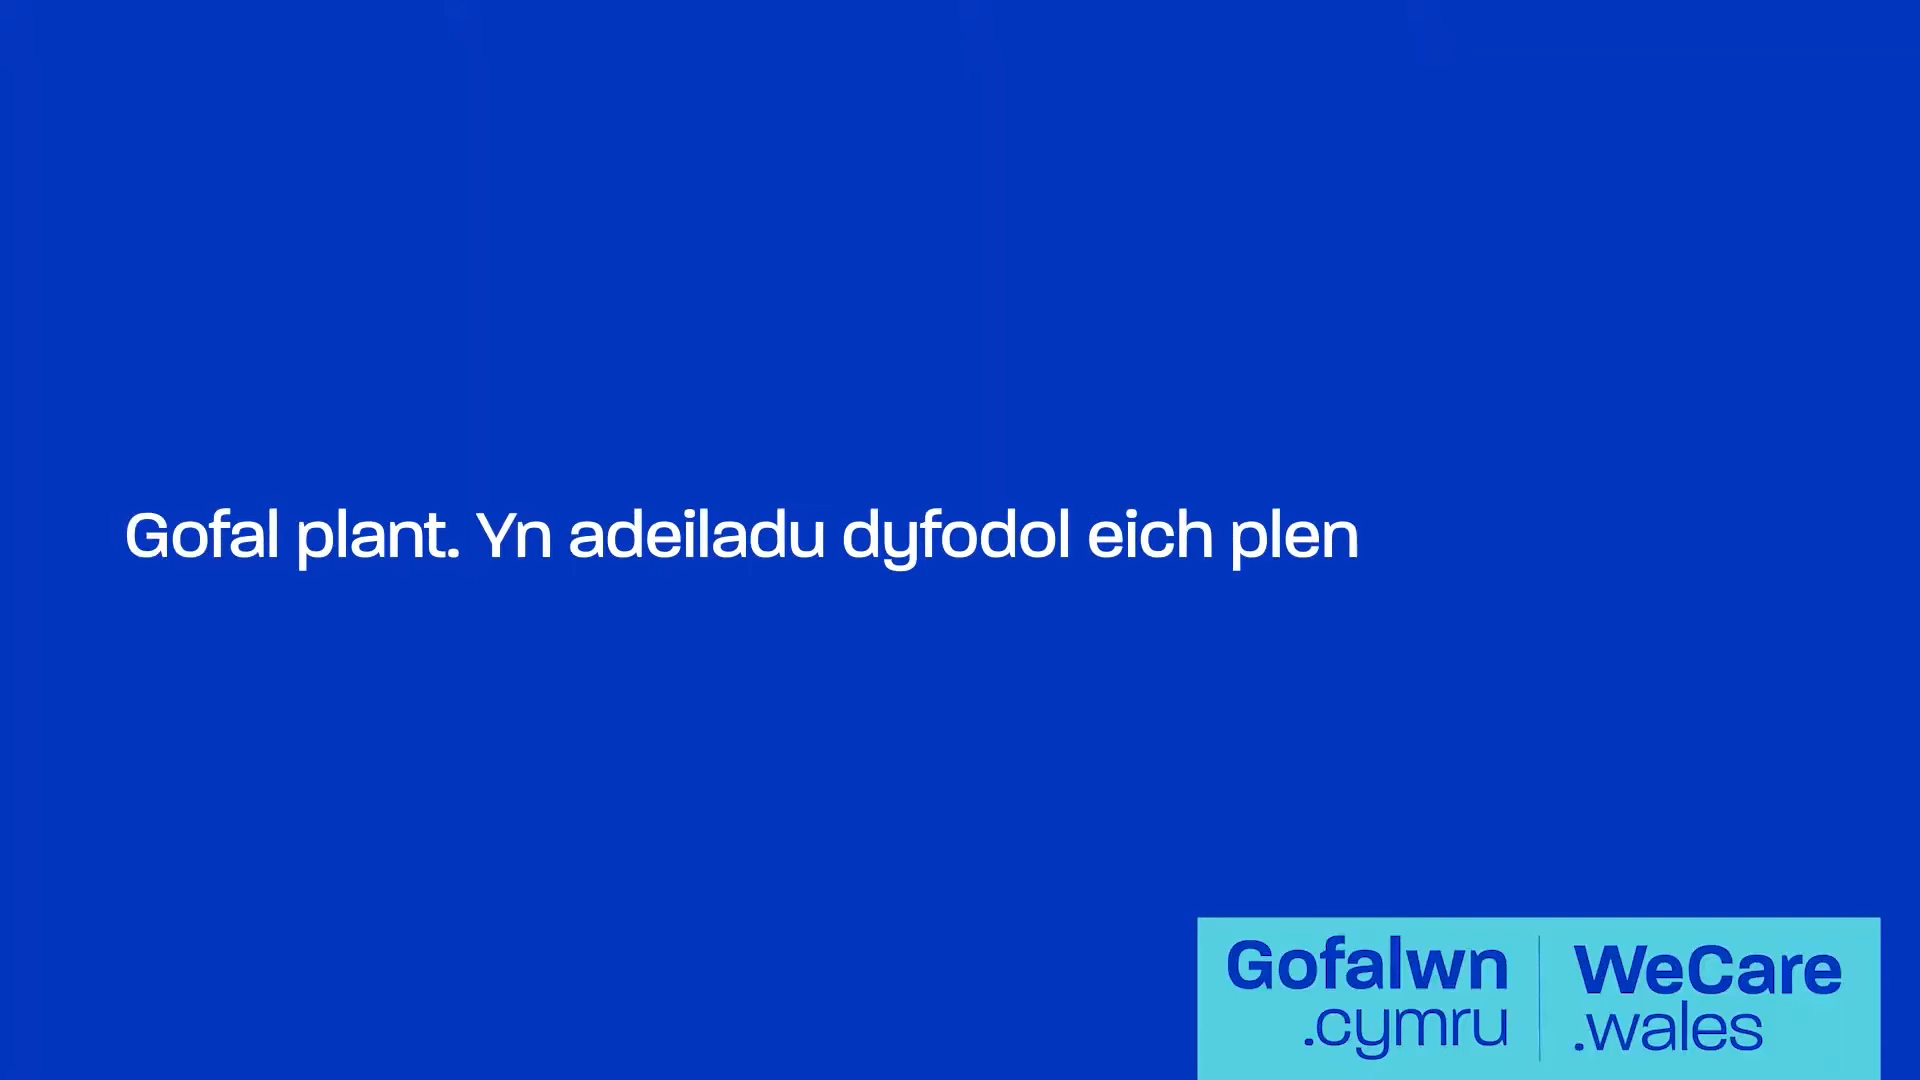 Gofal plant. Yn adeiladu dyfodol eich plen
Gofalwn
.cymru
WeCare
.wales